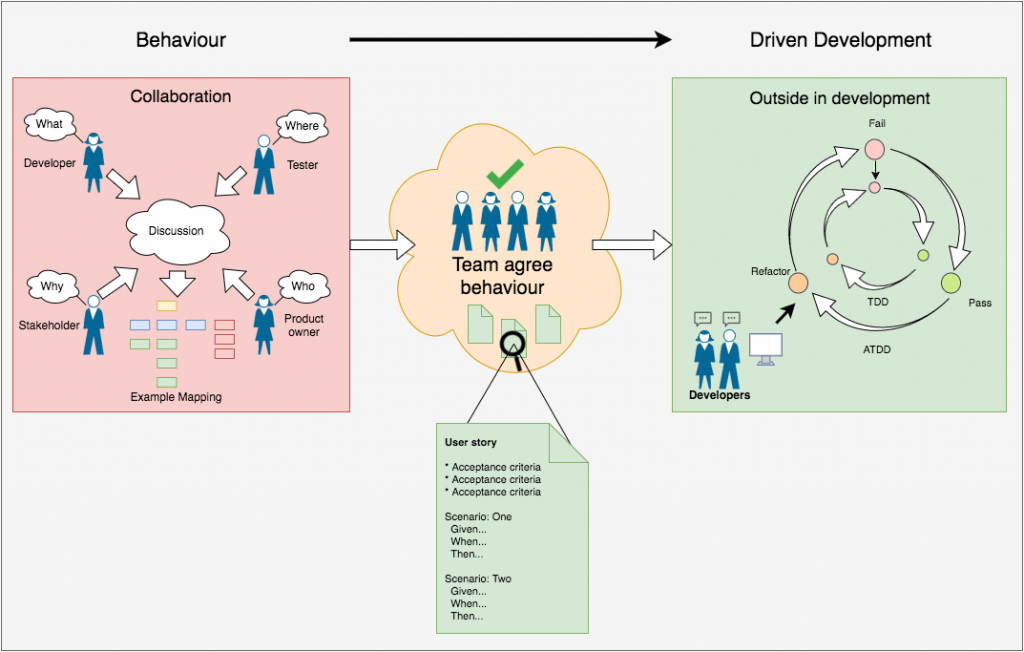 Behaviour
Driven Development
Collaboration
What
Developer
Where
Tester
Discussion
Why
Stakeholder
Who
Product
owner
Example Mapping
Team agree
behaviour
User story
* Acceptance criteria
* Acceptance criteria
* Acceptance criteria
Scenario: One
Given...
When...
Then...
Scenario: Two
Given...
When...
Then...
Outside in development
Fail
Refactor
Pass
TDD
ATDD
...
...
Developers